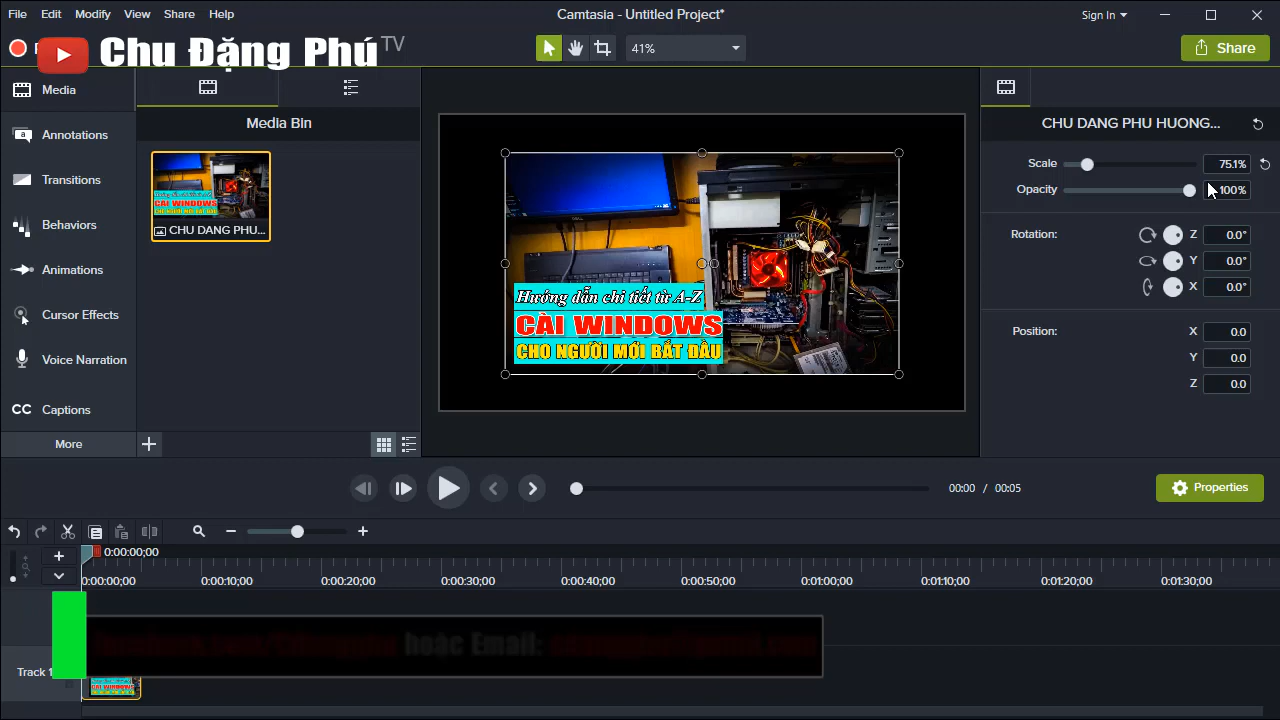 File Edit Modify View Share Help
Camtasia - Untitled Project*
Sign In
Chu Đặng Phú TV
41%
Share
Media
Annotations
Transitions
Behaviors
Animations
Cursor Effects
Voice Narration
CC Captions
More
Media Bin
CHU DANG PHU...
Hướng dẫn chi tiết từ A-Z
CÀI WINDOWS
CHO NGƯỜI MỚI BẮT ĐẦU
CHU DANG PHU HUONG...
Scale 75.1%
Opacity 100%
Rotation: Z 0.0°
Y 0.0°
X 0.0°
Position: X 0.0
Y 0.0
Z 0.0
00:00 / 00:05
Properties
0:00:00;00
0:00:00;00 0:00:10;00 0:00:20;00 0:00:30;00 0:00:40;00 0:00:50;00 0:01:00;00 0:01:10;00 0:01:20;00 0:01:30;00
hoặc Email:
Track 1
CÀI WINDOWS